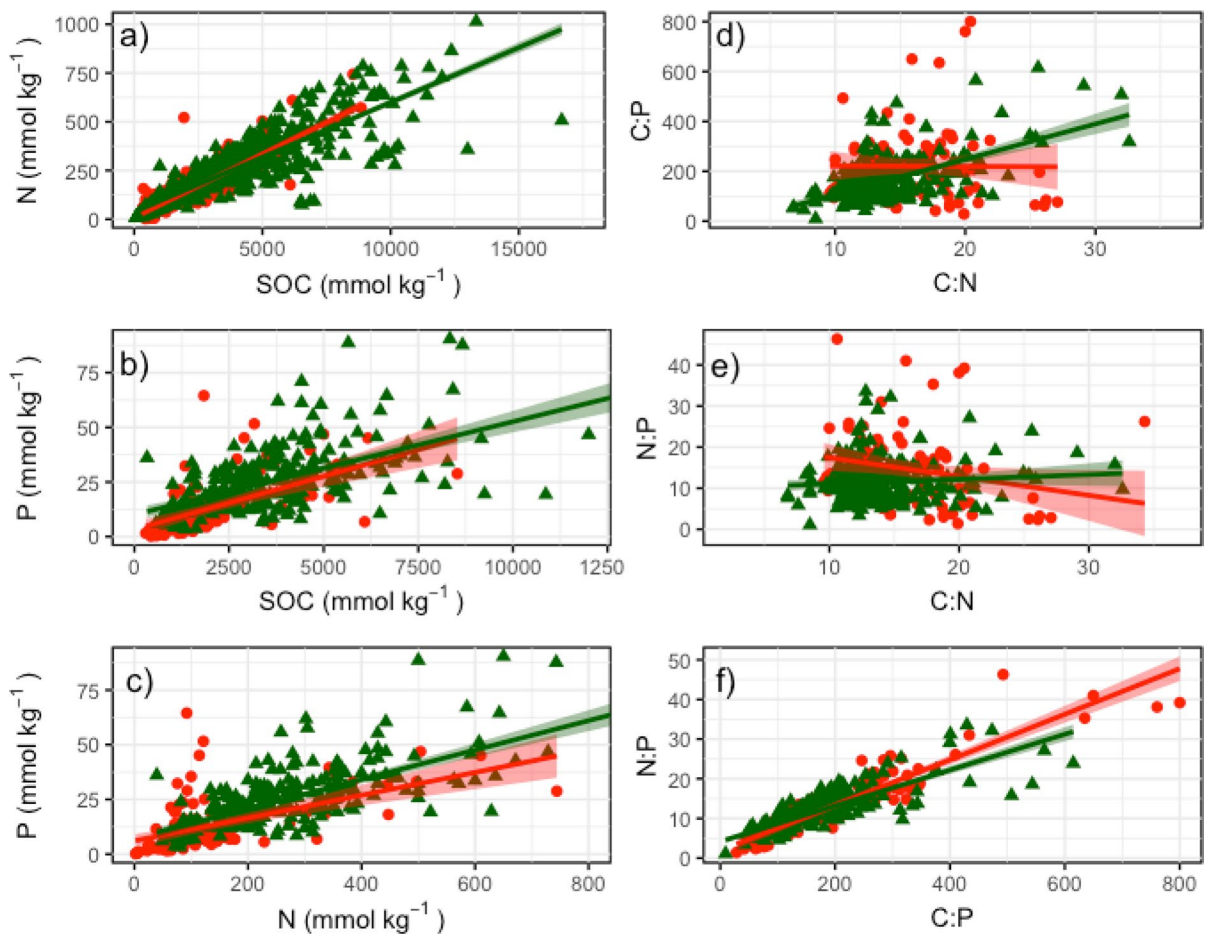 a)
N (mmol kg⁻¹ )
1000
750
500
250
0
0 5000 10000 15000
SOC (mmol kg⁻¹ )
b)
P (mmol kg⁻¹ )
75
50
25
0
0 2500 5000 7500 10000 1250
SOC (mmol kg⁻¹ )
c)
P (mmol kg⁻¹ )
75
50
25
0
0 200 400 600 800
N (mmol kg⁻¹ )
d)
C:P
800
600
400
200
0
10 20 30
C:N
e)
N:P
40
30
20
10
0
10 20 30
C:N
f)
N:P
50
40
30
20
10
0
0 200 400 600 800
C:P